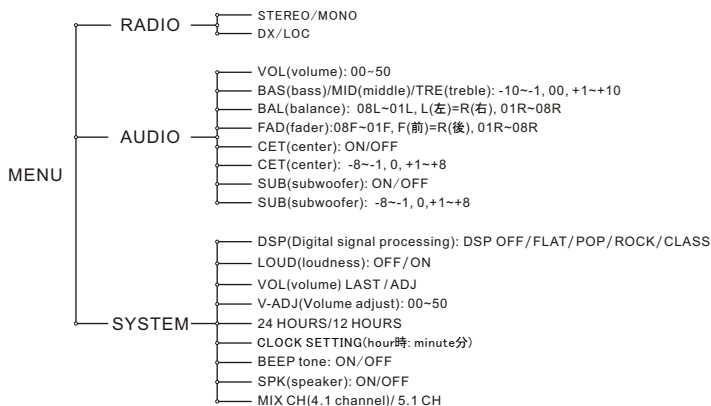 MENU
RADIO
STEREO/MONO
DX/LOC
AUDIO
VOL(volume): 00~50
BAS(bass)/MID(middle)/TRE(treble): -10~-1, 00, +1~+10
BAL(balance): 08L~01L, L(左)=R(右), 01R~08R
FAD(fader):08F~01F, F(前)=R(後), 01R~08R
CET(center): ON/OFF
CET(center): -8~-1, 0, +1~+8
SUB(subwoofer): ON/OFF
SUB(subwoofer): -8~-1, 0,+1~+8
SYSTEM
DSP(Digital signal processing): DSP OFF/FLAT/POP/ROCK/CLASS
LOUD(loudness): OFF/ON
VOL(volume) LAST/ADJ
V-ADJ(Volume adjust): 00~50
24 HOURS/12 HOURS
CLOCK SETTING(hour時: minute分)
BEEP tone: ON/OFF
SPK(speaker): ON/OFF
MIX CH(4.1 channel)/ 5.1 CH